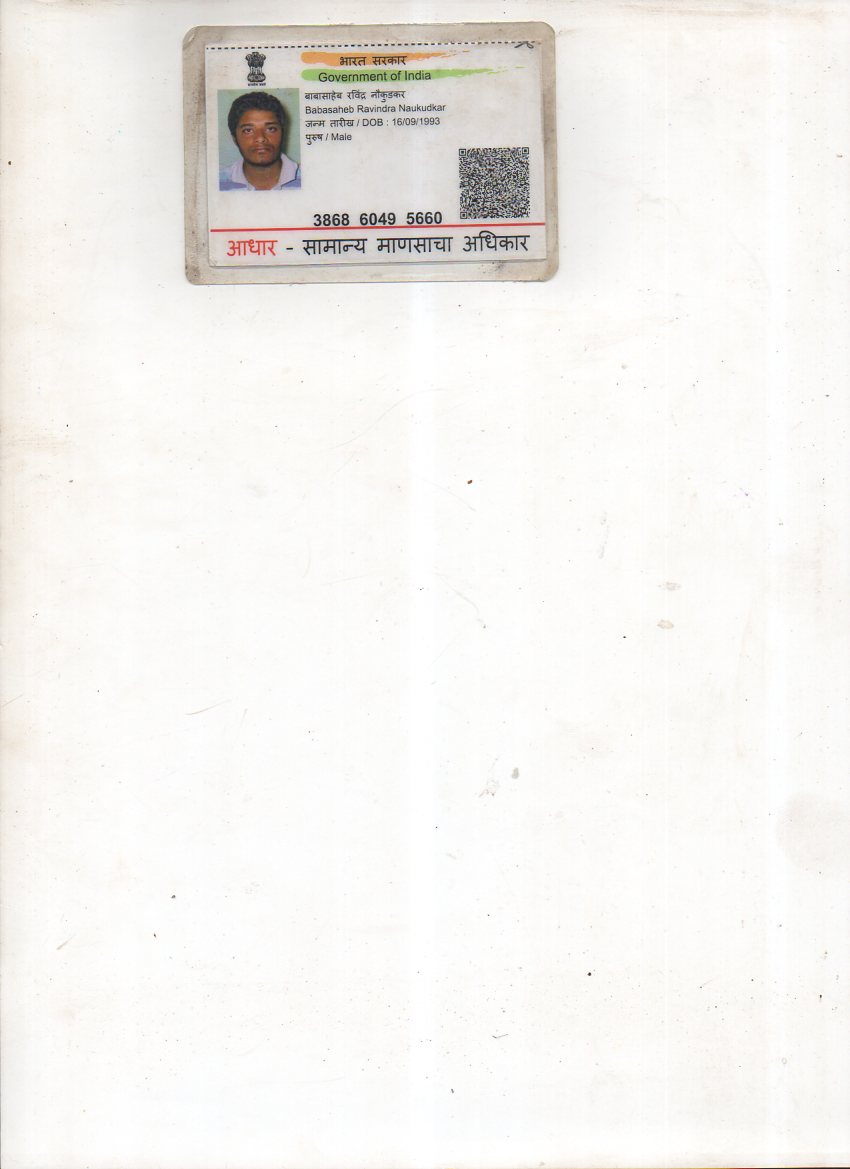 भारत सरकार
Government of India
बाबासाहेब रविंद्र नौकुडकर
Babasaheb Ravindra Naukudkar
जन्म तारीख / DOB : 16/09/1993
पुरुष / Male
3868 6049 5660
आधार - सामान्य माणसाचा अधिकार